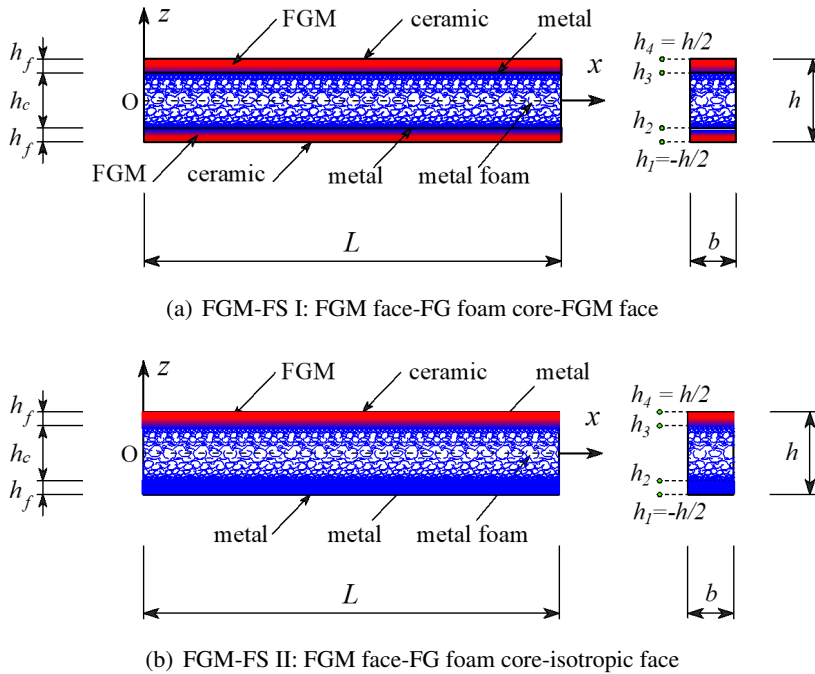 z
FGM
ceramic
metal
h_f
h_c
h_f
O
x
h_4 = h/2
h_3
h_2
h_1=-h/2
h
FGM
ceramic
metal
metal foam
L
b
(a) FGM-FS I: FGM face-FG foam core-FGM face
z
FGM
ceramic
metal
h_f
h_c
h_f
O
x
h_4 = h/2
h_3
h_2
h_1=-h/2
h
metal
metal
metal foam
L
b
(b) FGM-FS II: FGM face-FG foam core-isotropic face